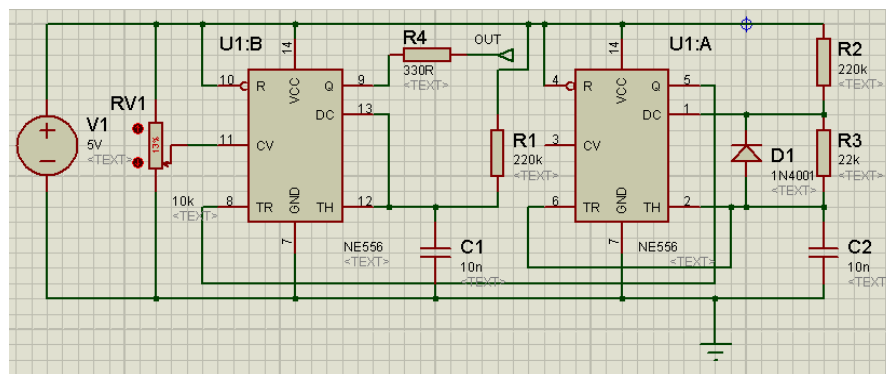 U1:B
R4
330R
<TEXT>
OUT
U1:A
R2
220k
<TEXT>
V1
5V
<TEXT>
RV1
13%
10k
<TEXT>
14
VCC
10
R
Q
9
DC
13
11
CV
8
TR
TH
12
GND
7
NE556
<TEXT>
R1
220k
<TEXT>
C1
10n
<TEXT>
14
VCC
4
R
Q
5
DC
1
3
CV
6
TR
TH
2
GND
7
NE556
<TEXT>
D1
1N4001
<TEXT>
R3
22k
<TEXT>
C2
10n
<TEXT>